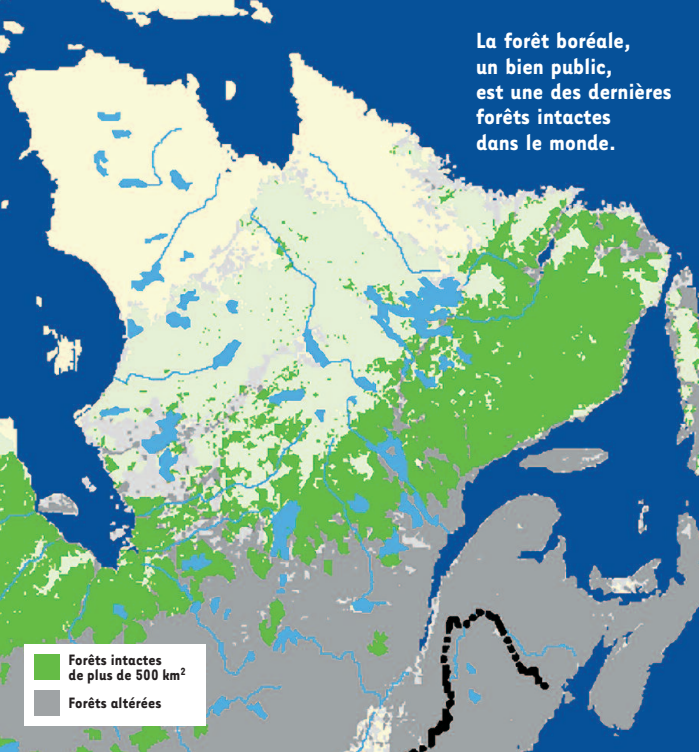 La forêt boréale,
un bien public,
est une des dernières
forêts intactes
dans le monde.
Forêts intactes
de plus de 500 km²
Forêts altérées